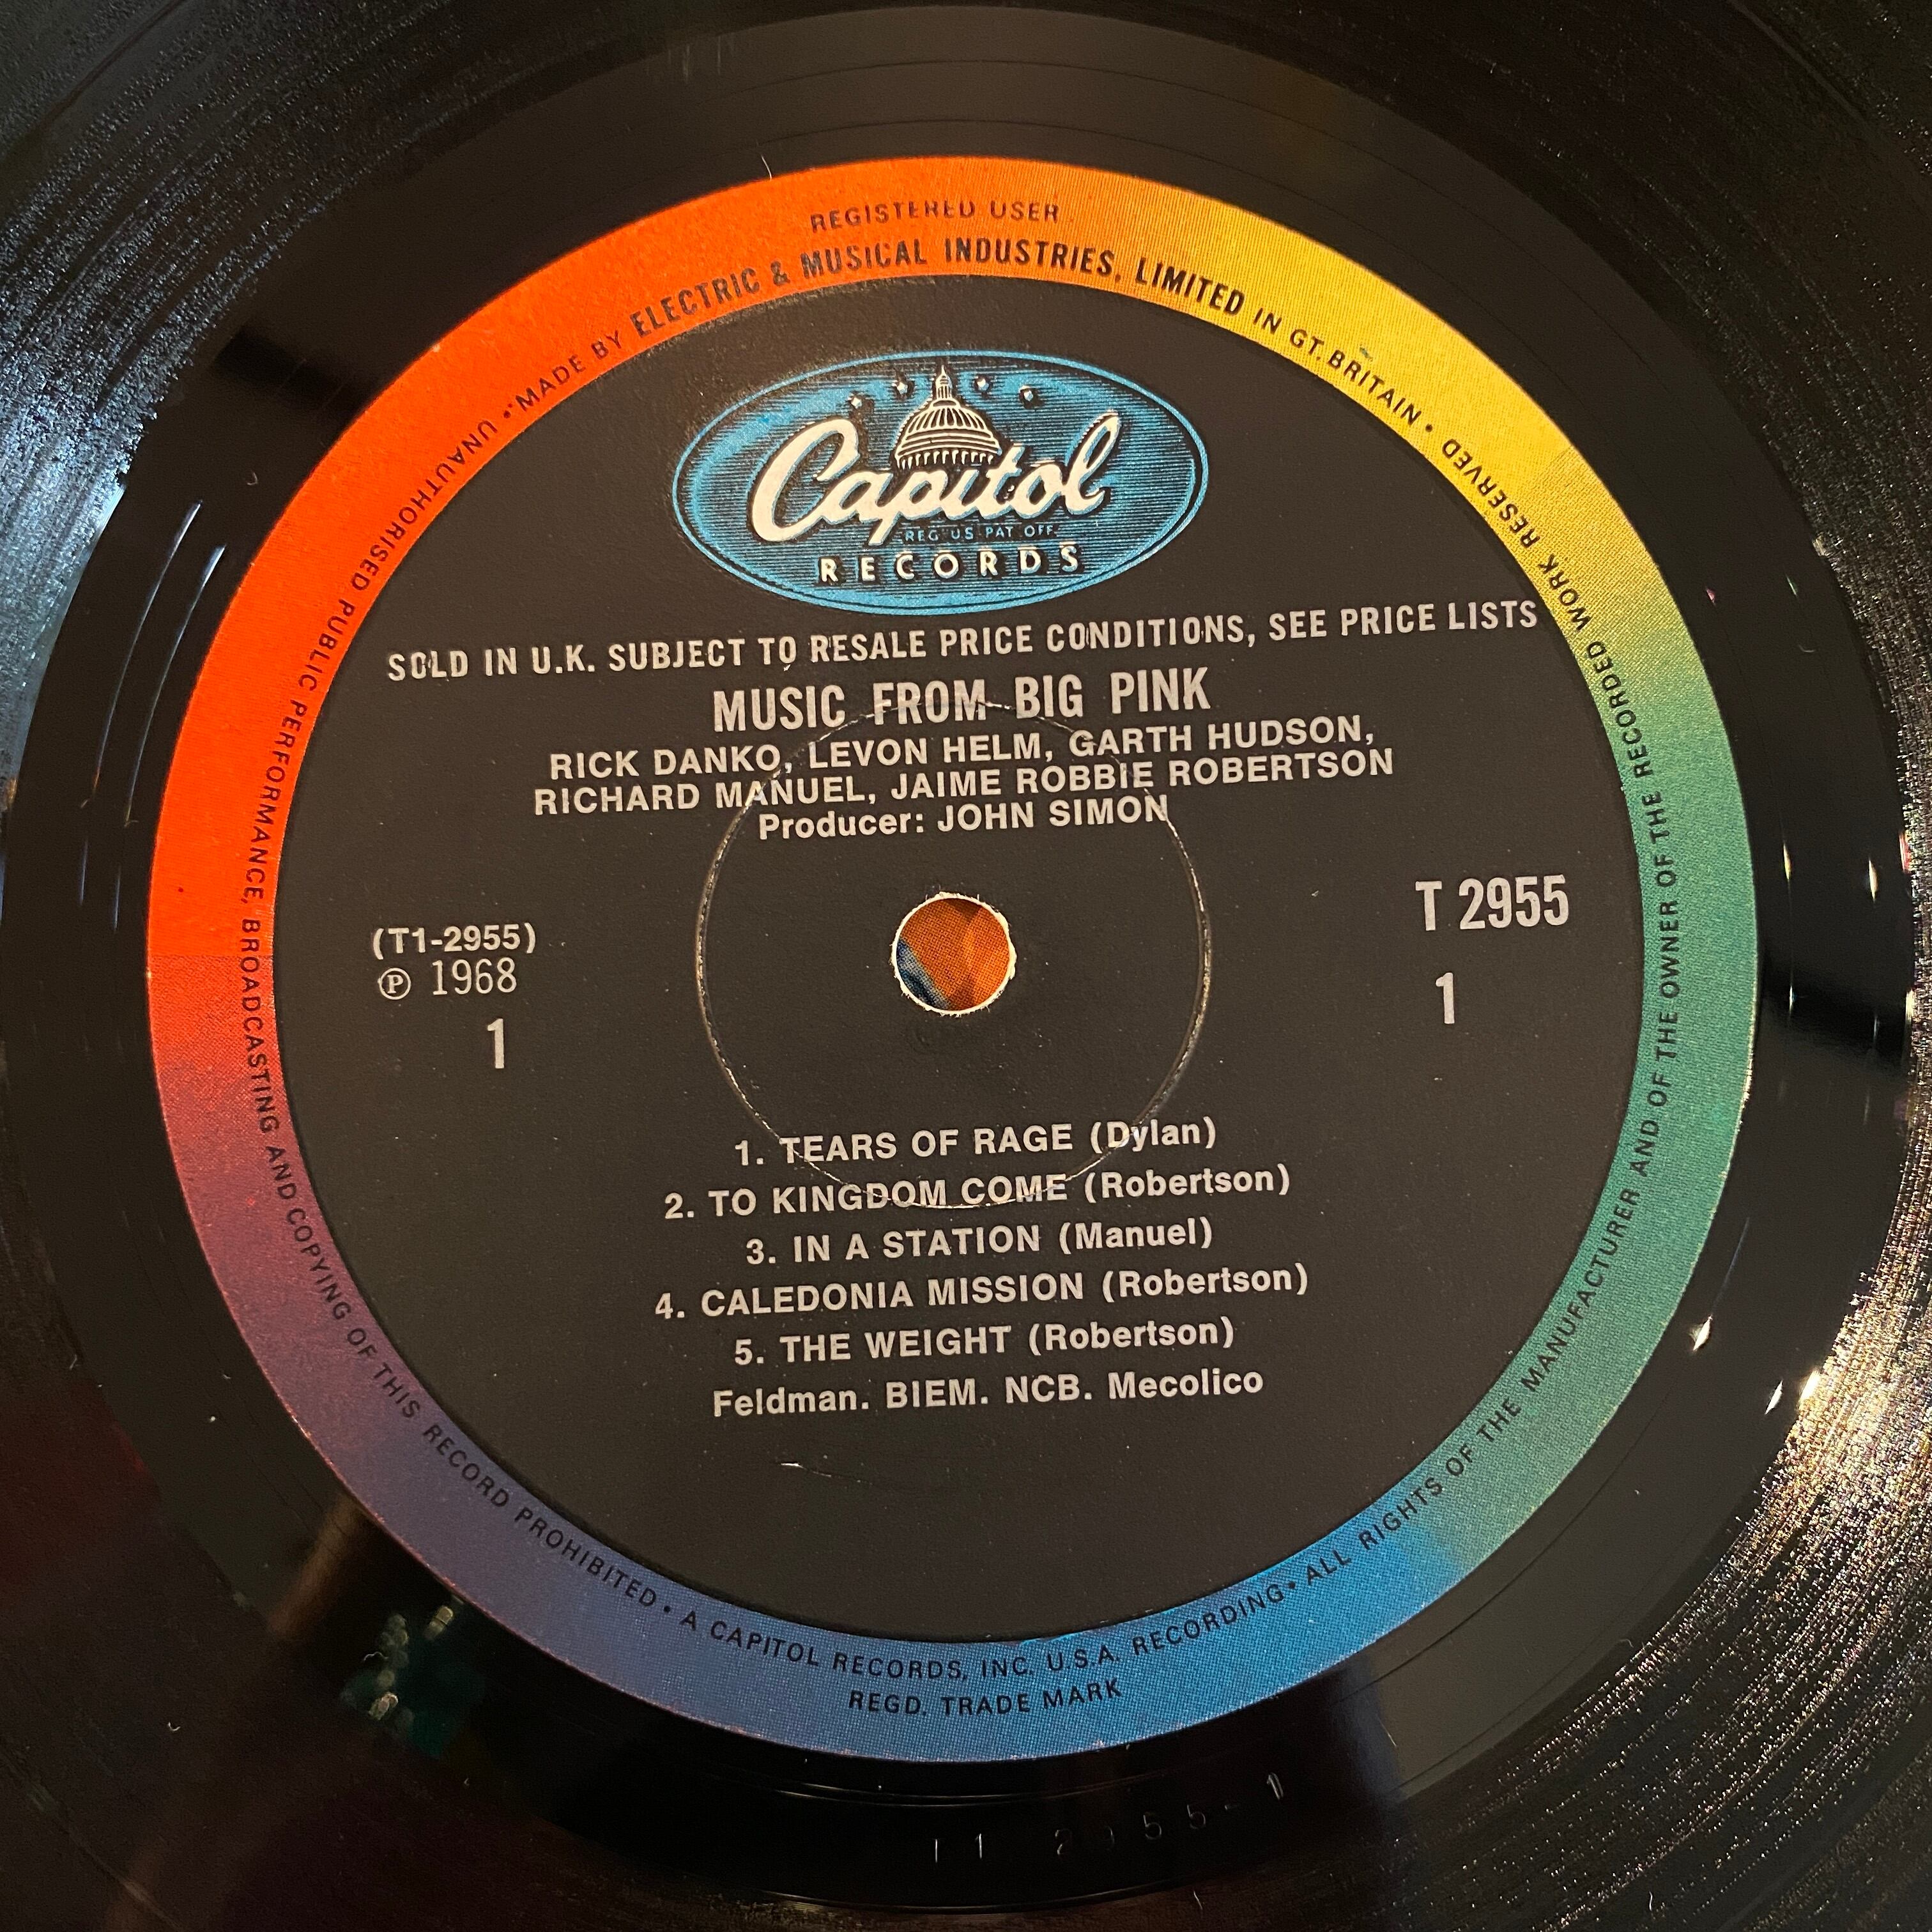 REGISTERED USER
MADE BY ELECTRIC & MUSICAL INDUSTRIES, LIMITED IN GT. BRITAIN •
Capitol
REG. U.S. PAT. OFF.
RECORDS
SOLD IN U.K. SUBJECT TO RESALE PRICE CONDITIONS, SEE PRICE LISTS
MUSIC FROM BIG PINK
RICK DANKO, LEVON HELM, GARTH HUDSON,
RICHARD MANUEL, JAIME ROBBIE ROBERTSON
Producer: JOHN SIMON
(T1-2955)
℗ 1968
1
T 2955
1
1. TEARS OF RAGE (Dylan)
2. TO KINGDOM COME (Robertson)
3. IN A STATION (Manuel)
4. CALEDONIA MISSION (Robertson)
5. THE WEIGHT (Robertson)
Feldman. BIEM. NCB. Mecolico
UNAUTHORISED PUBLIC PERFORMANCE, BROADCASTING AND COPYING OF THIS RECORD PROHIBITED • A CAPITOL RECORDS, INC. U.S.A. RECORDING • ALL RIGHTS OF THE MANUFACTURER AND OF THE OWNER OF THE RECORDED WORK RESERVED
REGD. TRADE MARK